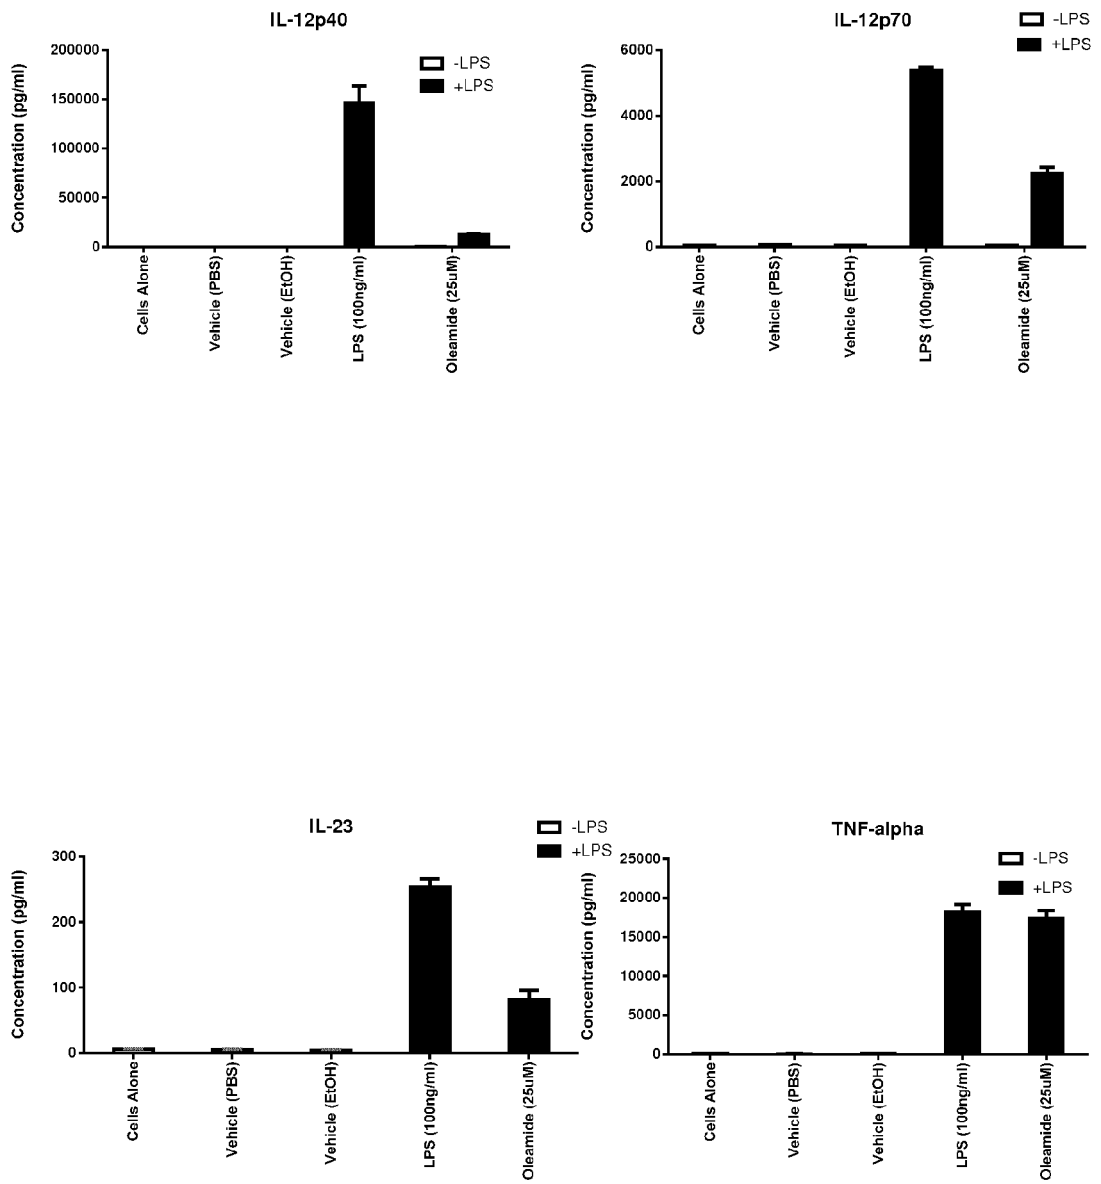 IL-12p40
-LPS
+LPS
Concentration (pg/ml)
200000
150000
100000
50000
0
Cells Alone
Vehicle (PBS)
Vehicle (EtOH)
LPS (100ng/ml)
Oleamide (25uM)
IL-12p70
-LPS
+LPS
Concentration (pg/ml)
6000
4000
2000
0
Cells Alone
Vehicle (PBS)
Vehicle (EtOH)
LPS (100ng/ml)
Oleamide (25uM)
IL-23
-LPS
+LPS
Concentration (pg/ml)
300
200
100
0
Cells Alone
Vehicle (PBS)
Vehicle (EtOH)
LPS (100ng/ml)
Oleamide (25uM)
TNF-alpha
-LPS
+LPS
Concentration (pg/ml)
25000
20000
15000
10000
5000
0
Cells Alone
Vehicle (PBS)
Vehicle (EtOH)
LPS (100ng/ml)
Oleamide (25uM)